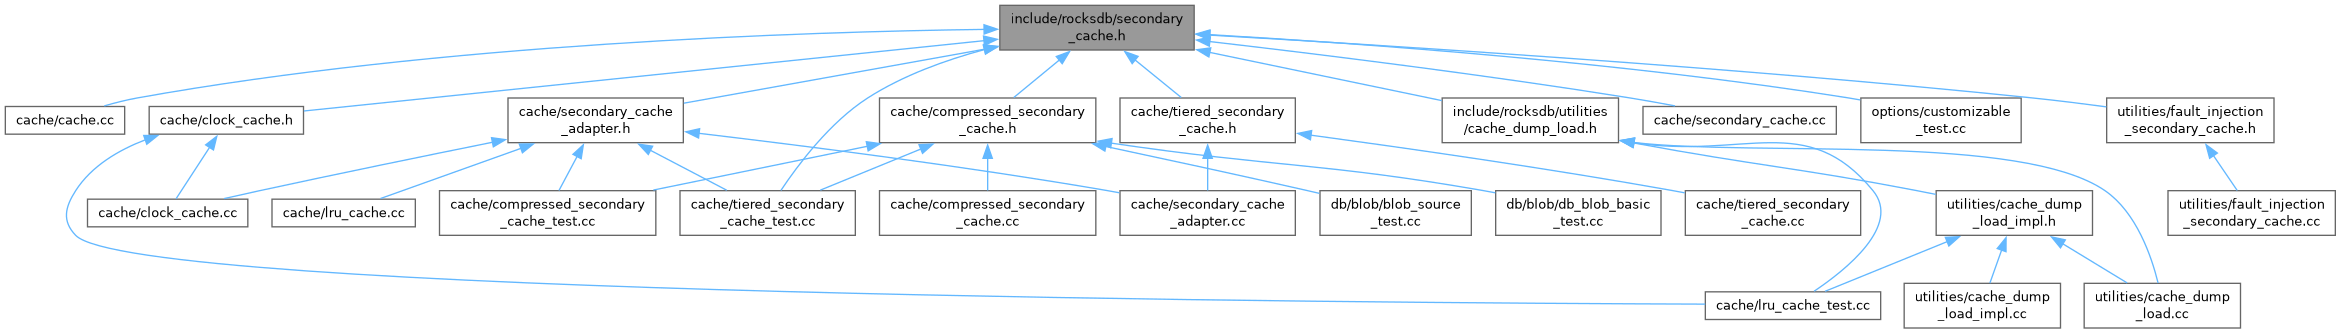 include/rocksdb/secondary
_cache.h
cache/cache.cc
cache/clock_cache.h
cache/secondary_cache
_adapter.h
cache/compressed_secondary
_cache.h
cache/tiered_secondary
_cache.h
include/rocksdb/utilities
/cache_dump_load.h
cache/secondary_cache.cc
options/customizable
_test.cc
utilities/fault_injection
_secondary_cache.h
cache/clock_cache.cc
cache/lru_cache.cc
cache/compressed_secondary
_cache_test.cc
cache/tiered_secondary
_cache_test.cc
cache/compressed_secondary
_cache.cc
cache/secondary_cache
_adapter.cc
db/blob/blob_source
_test.cc
db/blob/db_blob_basic
_test.cc
cache/tiered_secondary
_cache.cc
utilities/cache_dump
_load_impl.h
utilities/fault_injection
_secondary_cache.cc
cache/lru_cache_test.cc
utilities/cache_dump
_load_impl.cc
utilities/cache_dump
_load.cc